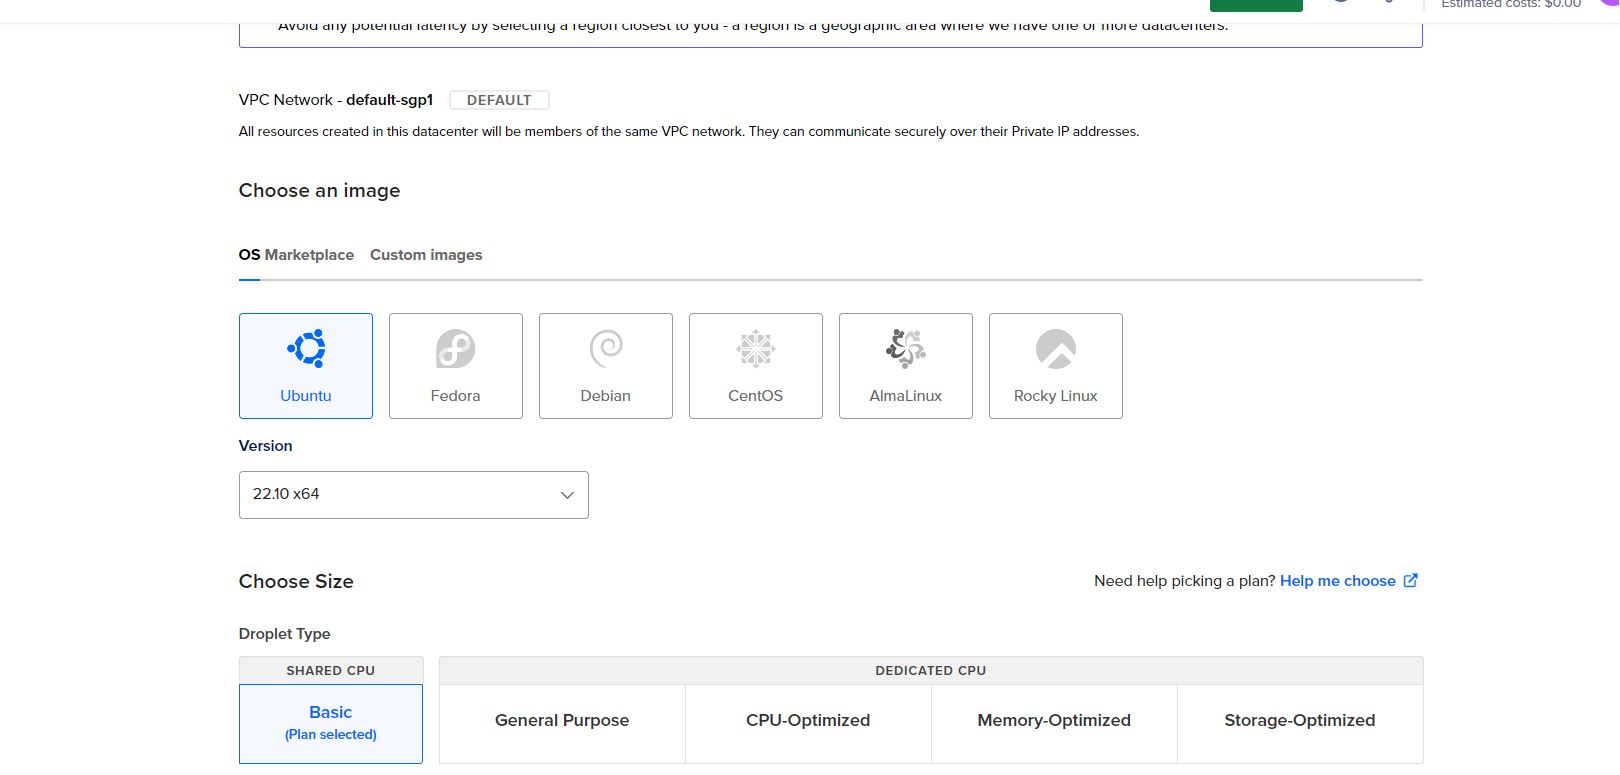 Estimated costs: $0.00
Avoid any potential latency by selecting a region closest to you - a region is a geographic area where we have one or more datacenters.
VPC Network - default-sgp1 DEFAULT
All resources created in this datacenter will be members of the same VPC network. They can communicate securely over their Private IP addresses.
Choose an image
OS Marketplace Custom images
Ubuntu Fedora Debian CentOS AlmaLinux Rocky Linux
Version
22.10 x64
Choose Size Need help picking a plan? Help me choose
Droplet Type
SHARED CPU DEDICATED CPU
Basic General Purpose CPU-Optimized Memory-Optimized Storage-Optimized
(Plan selected)